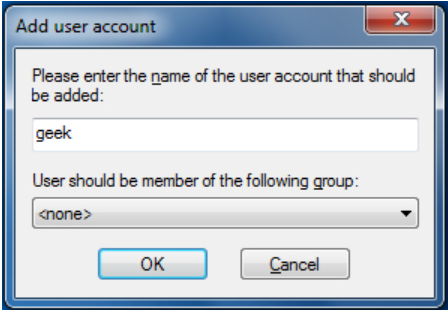 Add user account
Please enter the name of the user account that should
be added:
geek
User should be member of the following group:
<none>
OK
Cancel